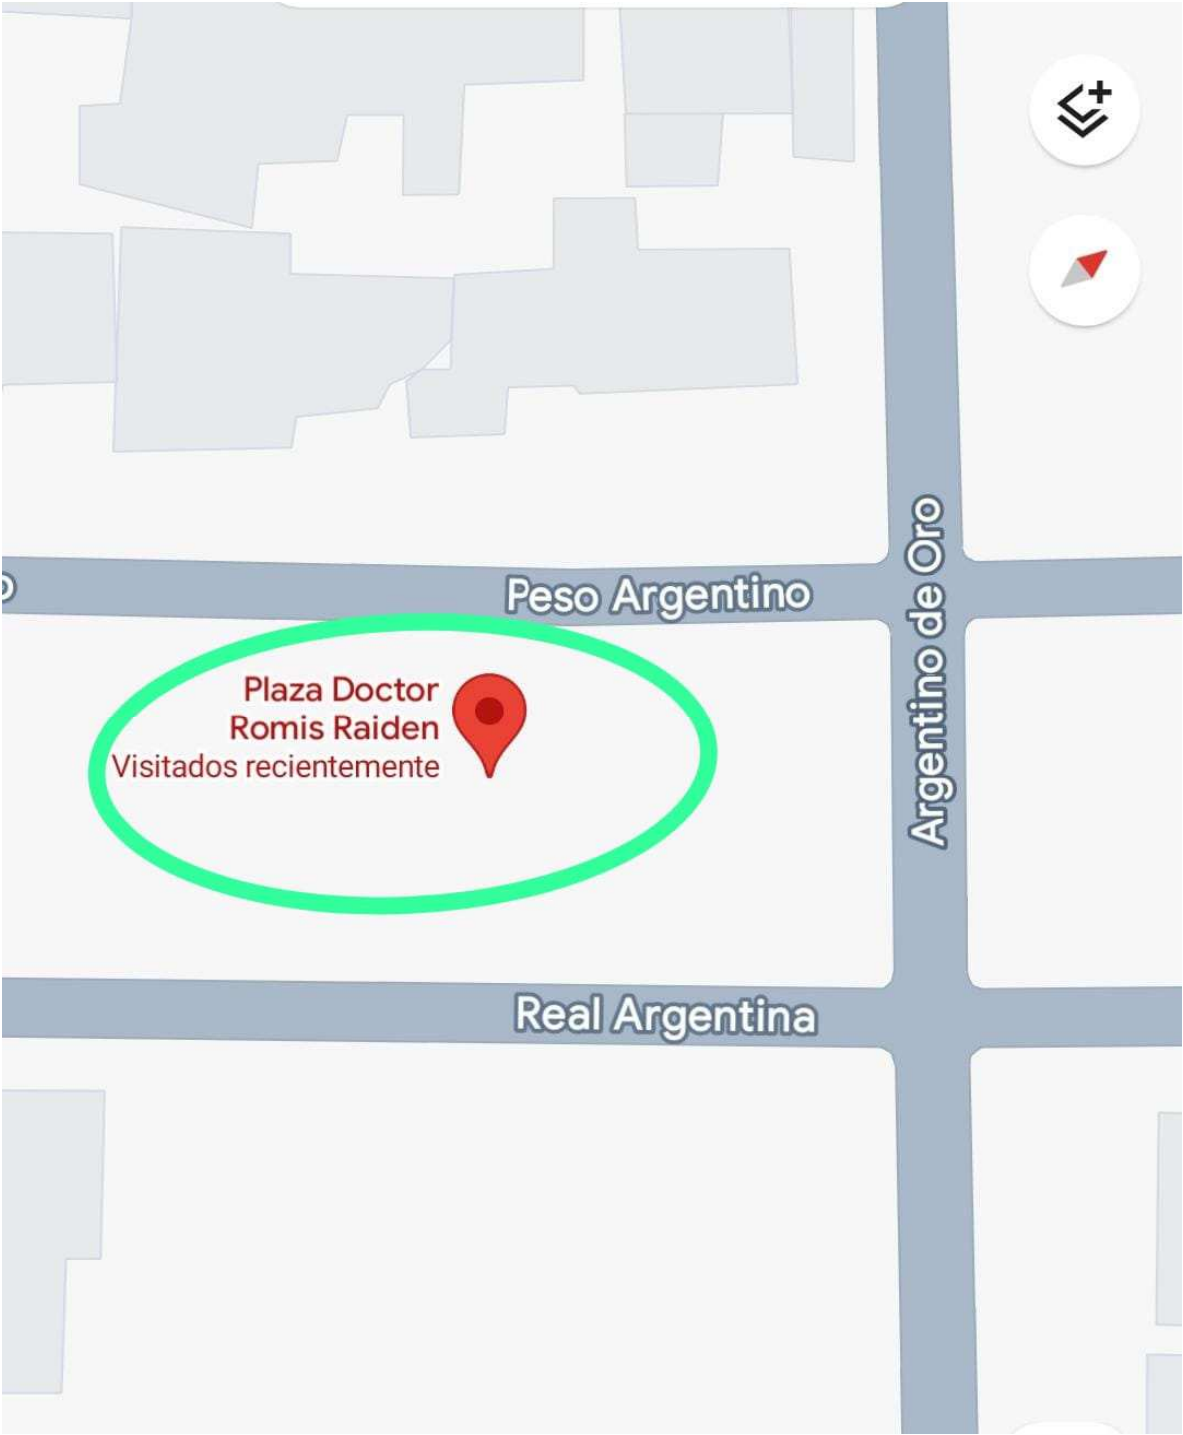 Peso Argentino
Argentino de Oro
Plaza Doctor
Romis Raiden
Visitados recientemente
Real Argentina